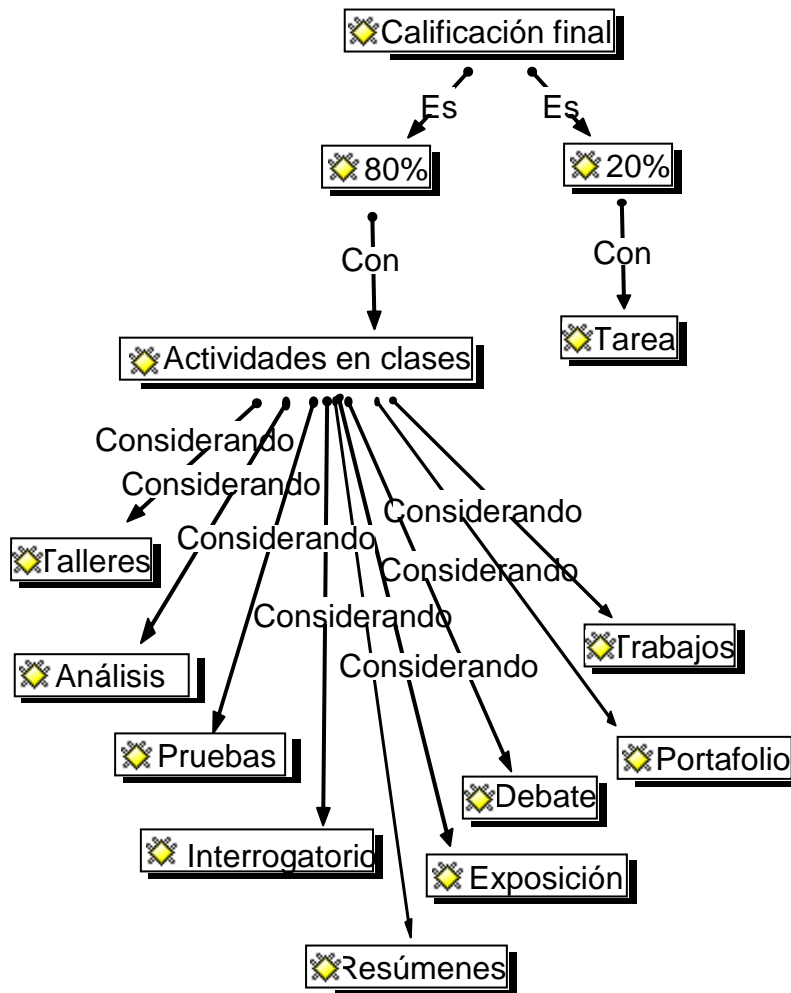 Calificación final
Es
Es
80%
20%
Con
Con
Actividades en clases
Tarea
Considerando
Considerando
Considerando
Considerando
Considerando
Considerando
Considerando
Talleres
Análisis
Trabajos
Pruebas
Portafolio
Debate
Interrogatorio
Exposición
Resúmenes